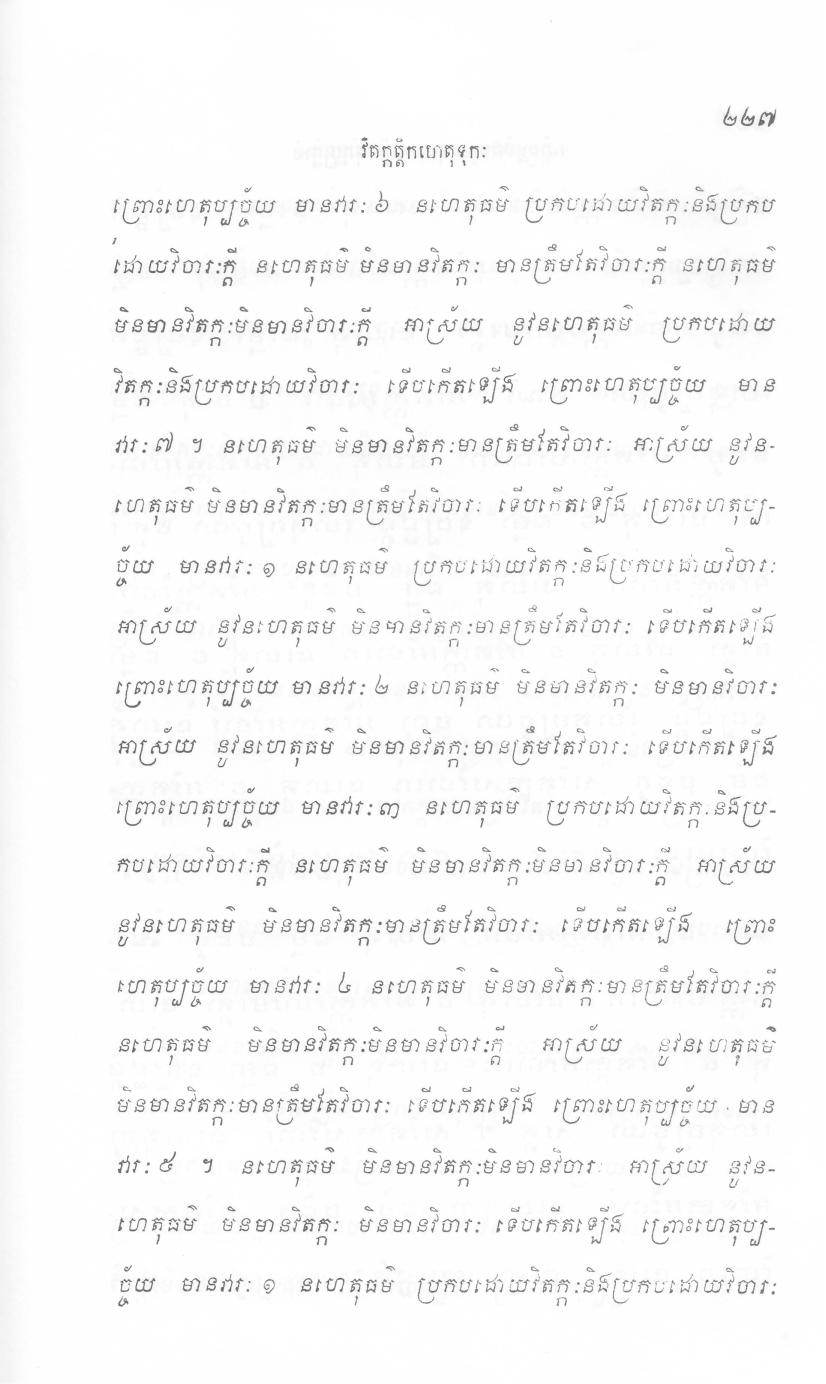 ២២៧
វិតក្កត្តិកហេតុទុកៈ
ព្រោះហេតុប្បច្ច័យ មានវារៈ ៦ នហេតុធម៌ ប្រកបដោយវិតក្កៈនិងប្រកប
ដោយវិចារៈក្តី នហេតុធម៌ មិនមានវិតក្កៈ មានត្រឹមតែវិចារៈក្តី នហេតុធម៌
មិនមានវិតក្កៈមិនមានវិចារៈក្តី អាស្រ័យ នូវនហេតុធម៌ ប្រកបដោយ
វិតក្កៈនិងប្រកបដោយវិចារៈ ទើបកើតឡើង ព្រោះហេតុប្បច្ច័យ មាន
វារៈ ៧ ។ នហេតុធម៌ មិនមានវិតក្កៈមានត្រឹមតែវិចារៈ អាស្រ័យ នូវន-
ហេតុធម៌ មិនមានវិតក្កៈមានត្រឹមតែវិចារៈ ទើបកើតឡើង ព្រោះហេតុប្ប-
ច្ច័យ មានវារៈ ១ នហេតុធម៌ ប្រកបដោយវិតក្កៈនិងប្រកបដោយវិចារៈ
អាស្រ័យ នូវនហេតុធម៌ មិនមានវិតក្កៈមានត្រឹមតែវិចារៈ ទើបកើតឡើង
ព្រោះហេតុប្បច្ច័យ មានវារៈ ២ នហេតុធម៌ មិនមានវិតក្កៈ មិនមានវិចារៈ
អាស្រ័យ នូវនហេតុធម៌ មិនមានវិតក្កៈមានត្រឹមតែវិចារៈ ទើបកើតឡើង
ព្រោះហេតុប្បច្ច័យ មានវារៈ ៣ នហេតុធម៌ ប្រកបដោយវិតក្កៈនិងប្រ-
កបដោយវិចារៈក្តី នហេតុធម៌ មិនមានវិតក្កៈមិនមានវិចារៈក្តី អាស្រ័យ
នូវនហេតុធម៌ មិនមានវិតក្កៈមានត្រឹមតែវិចារៈ ទើបកើតឡើង ព្រោះ
ហេតុប្បច្ច័យ មានវារៈ ៤ នហេតុធម៌ មិនមានវិតក្កៈមានត្រឹមតែវិចារៈក្តី
នហេតុធម៌ មិនមានវិតក្កៈមិនមានវិចារៈក្តី អាស្រ័យ នូវនហេតុធម៌
មិនមានវិតក្កៈមានត្រឹមតែវិចារៈ ទើបកើតឡើង ព្រោះហេតុប្បច្ច័យ មាន
វារៈ ៥ ។ នហេតុធម៌ មិនមានវិតក្កៈមិនមានវិចារៈ អាស្រ័យ នូវន-
ហេតុធម៌ មិនមានវិតក្កៈ មិនមានវិចារៈ ទើបកើតឡើង ព្រោះហេតុប្ប-
ច្ច័យ មានវារៈ ១ នហេតុធម៌ ប្រកបដោយវិតក្កៈនិងប្រកបដោយវិចារៈ